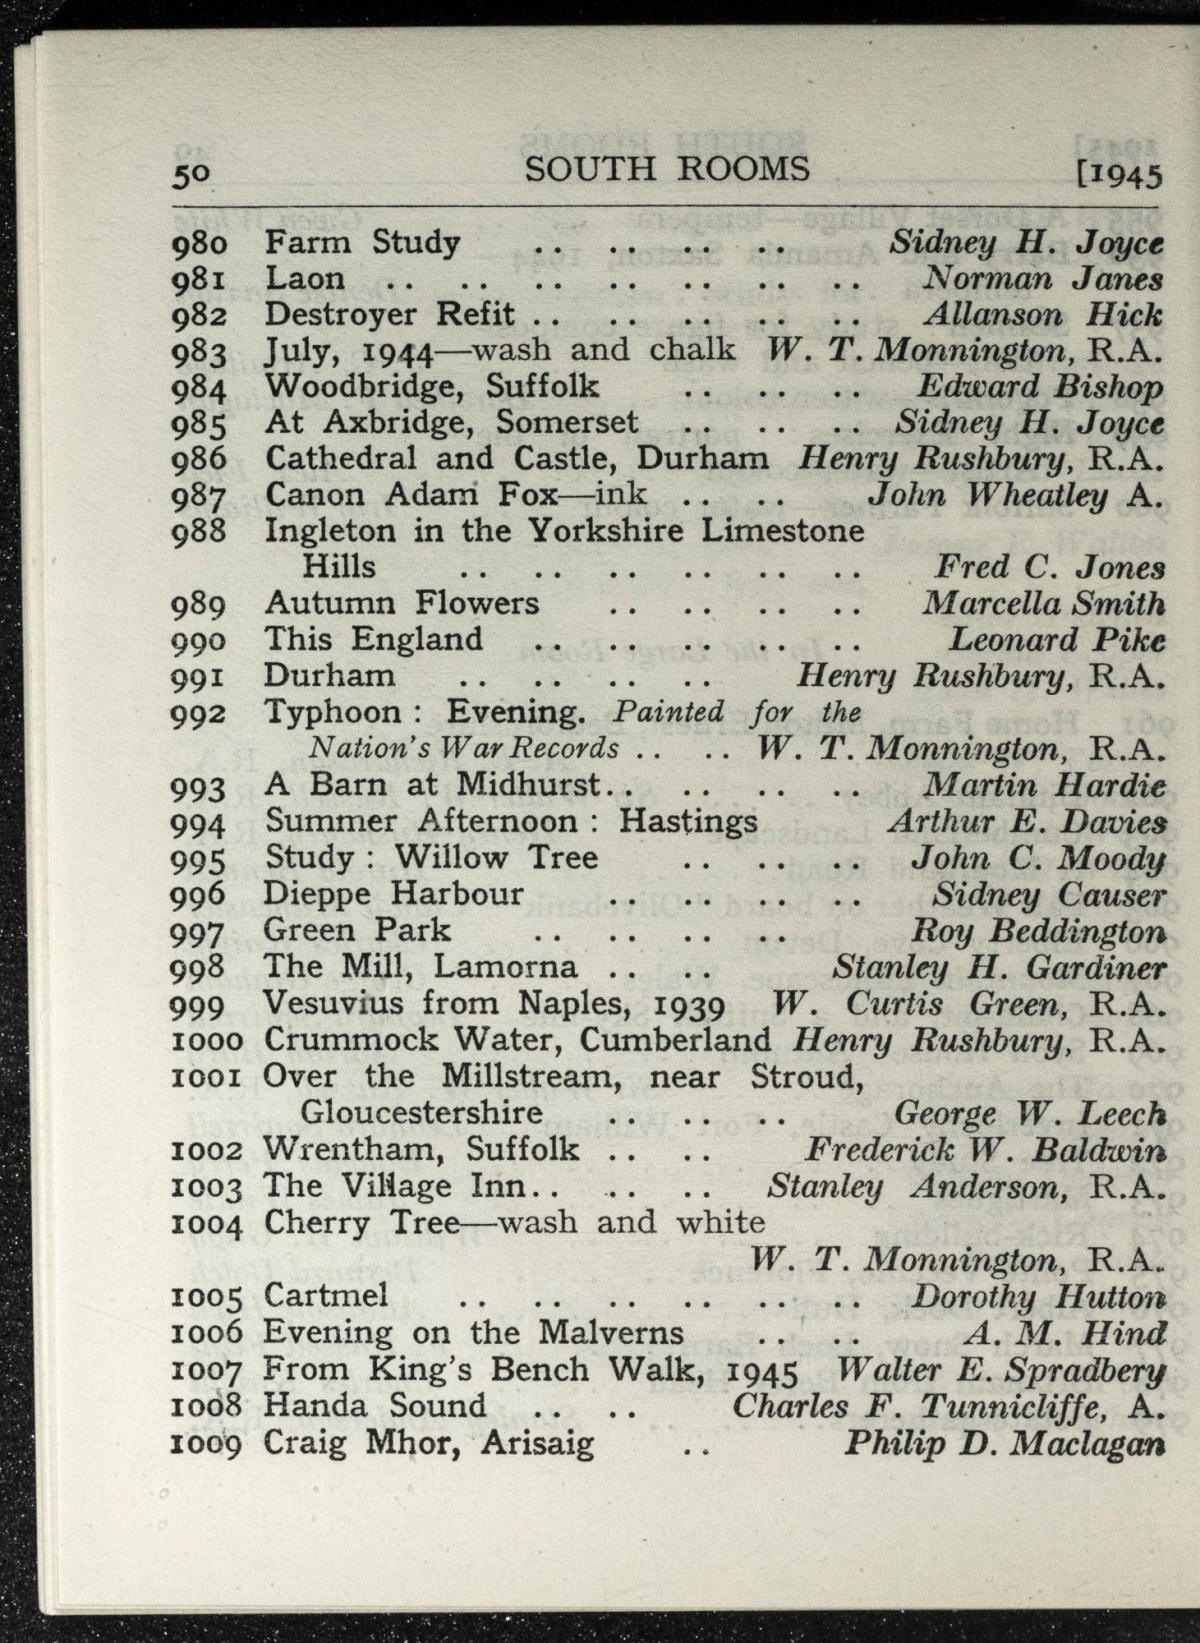 50 SOUTH ROOMS [1945
980 Farm Study .. .. .. .. Sidney H. Joyce
981 Laon .. .. .. .. .. .. .. Norman Janes
982 Destroyer Refit .. .. .. .. .. Allanson Hick
983 July, 1944—wash and chalk W. T. Monnington, R.A.
984 Woodbridge, Suffolk .. .. .. Edward Bishop
985 At Axbridge, Somerset .. .. .. Sidney H. Joyce
986 Cathedral and Castle, Durham Henry Rushbury, R.A.
987 Canon Adam Fox—ink .. .. John Wheatley A.
988 Ingleton in the Yorkshire Limestone
Hills .. .. .. .. .. .. Fred C. Jones
989 Autumn Flowers .. .. .. .. Marcella Smith
990 This England .. .. .. .. .. Leonard Pike
991 Durham .. .. .. .. Henry Rushbury, R.A.
992 Typhoon : Evening. Painted for the
Nation's War Records .. .. W. T. Monnington, R.A.
993 A Barn at Midhurst.. .. .. .. Martin Hardie
994 Summer Afternoon : Hastings Arthur E. Davies
995 Study : Willow Tree .. .. .. John C. Moody
996 Dieppe Harbour .. .. .. .. Sidney Causer
997 Green Park .. .. .. .. Roy Beddington
998 The Mill, Lamorna .. .. Stanley H. Gardiner
999 Vesuvius from Naples, 1939 W. Curtis Green, R.A.
1000 Crummock Water, Cumberland Henry Rushbury, R.A.
1001 Over the Millstream, near Stroud,
Gloucestershire .. .. .. George W. Leech
1002 Wrentham, Suffolk .. .. Frederick W. Baldwin
1003 The Village Inn.. .. .. Stanley Anderson, R.A.
1004 Cherry Tree—wash and white
W. T. Monnington, R.A.
1005 Cartmel .. .. .. .. .. .. Dorothy Hutton
1006 Evening on the Malverns .. .. A. M. Hind
1007 From King's Bench Walk, 1945 Walter E. Spradbery
1008 Handa Sound .. .. Charles F. Tunnicliffe, A.
1009 Craig Mhor, Arisaig .. Philip D. Maclagan